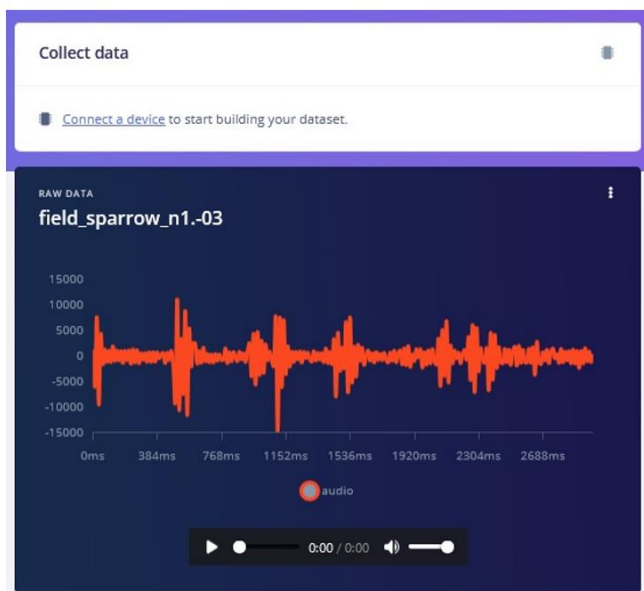 Collect data
Connect a device to start building your dataset.
RAW DATA
field_sparrow_n1.-03
15000
10000
5000
0
-5000
-10000
-15000
0ms 384ms 768ms 1152ms 1536ms 1920ms 2304ms 2688ms
audio
0:00 / 0:00